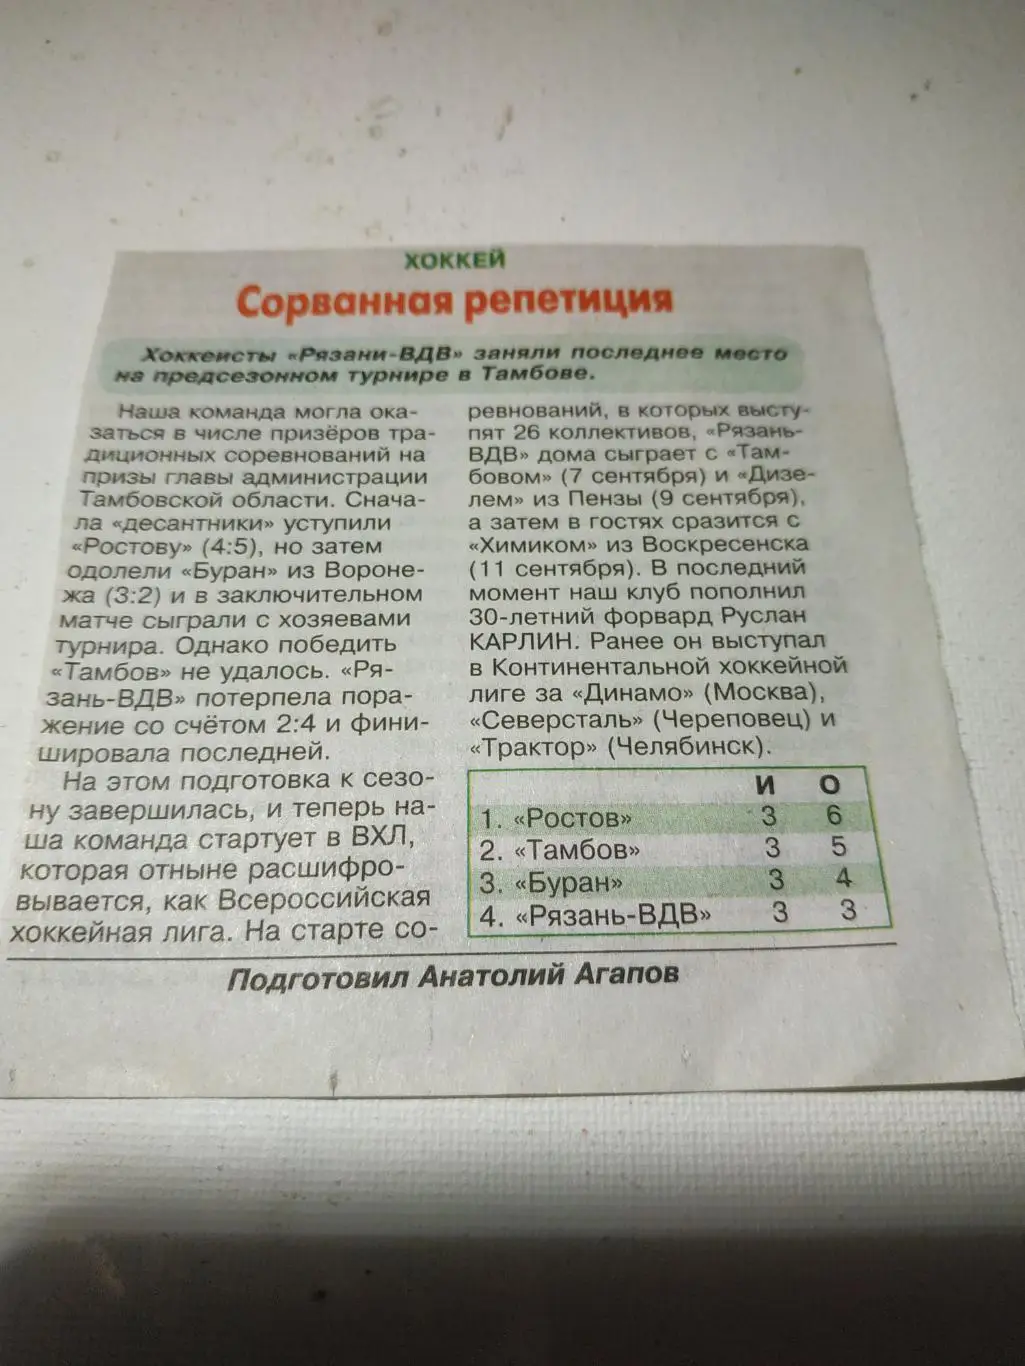 ХОККЕЙ
Сорванная репетиция
Хоккеисты «Рязани-ВДВ» заняли последнее место
на предсезонном турнире в Тамбове.
Наша команда могла ока-
заться в числе призёров тра-
диционных соревнований на
призы главы администрации
Тамбовской области. Снача-
ла «десантники» уступили
«Ростову» (4:5), но затем
одолели «Буран» из Вороне-
жа (3:2) и в заключительном
матче сыграли с хозяевами
турнира. Однако победить
«Тамбов» не удалось. «Ря-
зань-ВДВ» потерпела пора-
жение со счётом 2:4 и фини-
шировала последней.
На этом подготовка к сезо-
ну завершилась, и теперь на-
ша команда стартует в ВХЛ,
которая отныне расшифро-
вывается, как Всероссийская
хоккейная лига. На старте со-
ревнований, в которых высту-
пят 26 коллективов, «Рязань-
ВДВ» дома сыграет с «Там-
бовом» (7 сентября) и «Дизе-
лем» из Пензы (9 сентября),
а затем в гостях сразится с
«Химиком» из Воскресенска
(11 сентября). В последний
момент наш клуб пополнил
30-летний форвард Руслан
КАРЛИН. Ранее он выступал
в Континентальной хоккейной
лиге за «Динамо» (Москва),
«Северсталь» (Череповец) и
«Трактор» (Челябинск).
И О
1. «Ростов» 3 6
2. «Тамбов» 3 5
3. «Буран» 3 4
4. «Рязань-ВДВ» 3 3
Подготовил Анатолий Агапов